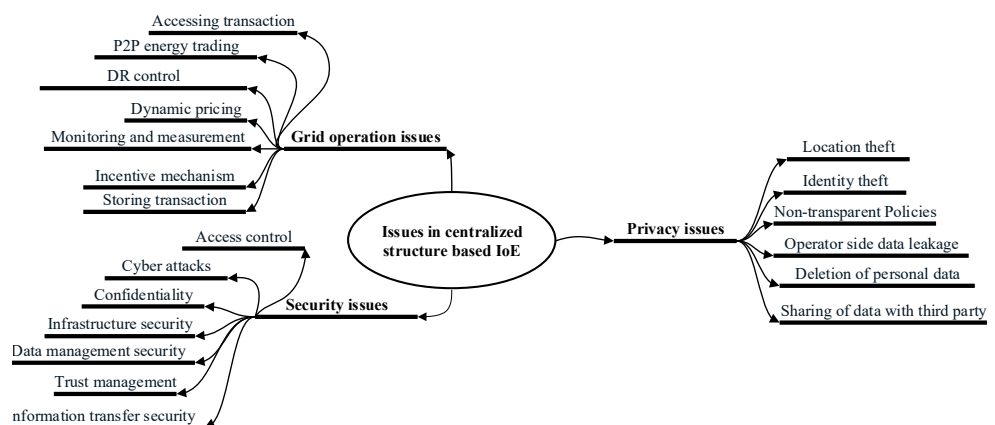 Accessing transaction
P2P energy trading
DR control
Dynamic pricing
Monitoring and measurement
Incentive mechanism
Storing transaction
Grid operation issues
Issues in centralized
structure based IoE
Privacy issues
Location theft
Identity theft
Non-transparent Policies
Operator side data leakage
Deletion of personal data
Sharing of data with third party
Security issues
Access control
Cyber attacks
Confidentiality
Infrastructure security
Data management security
Trust management
nformation transfer security